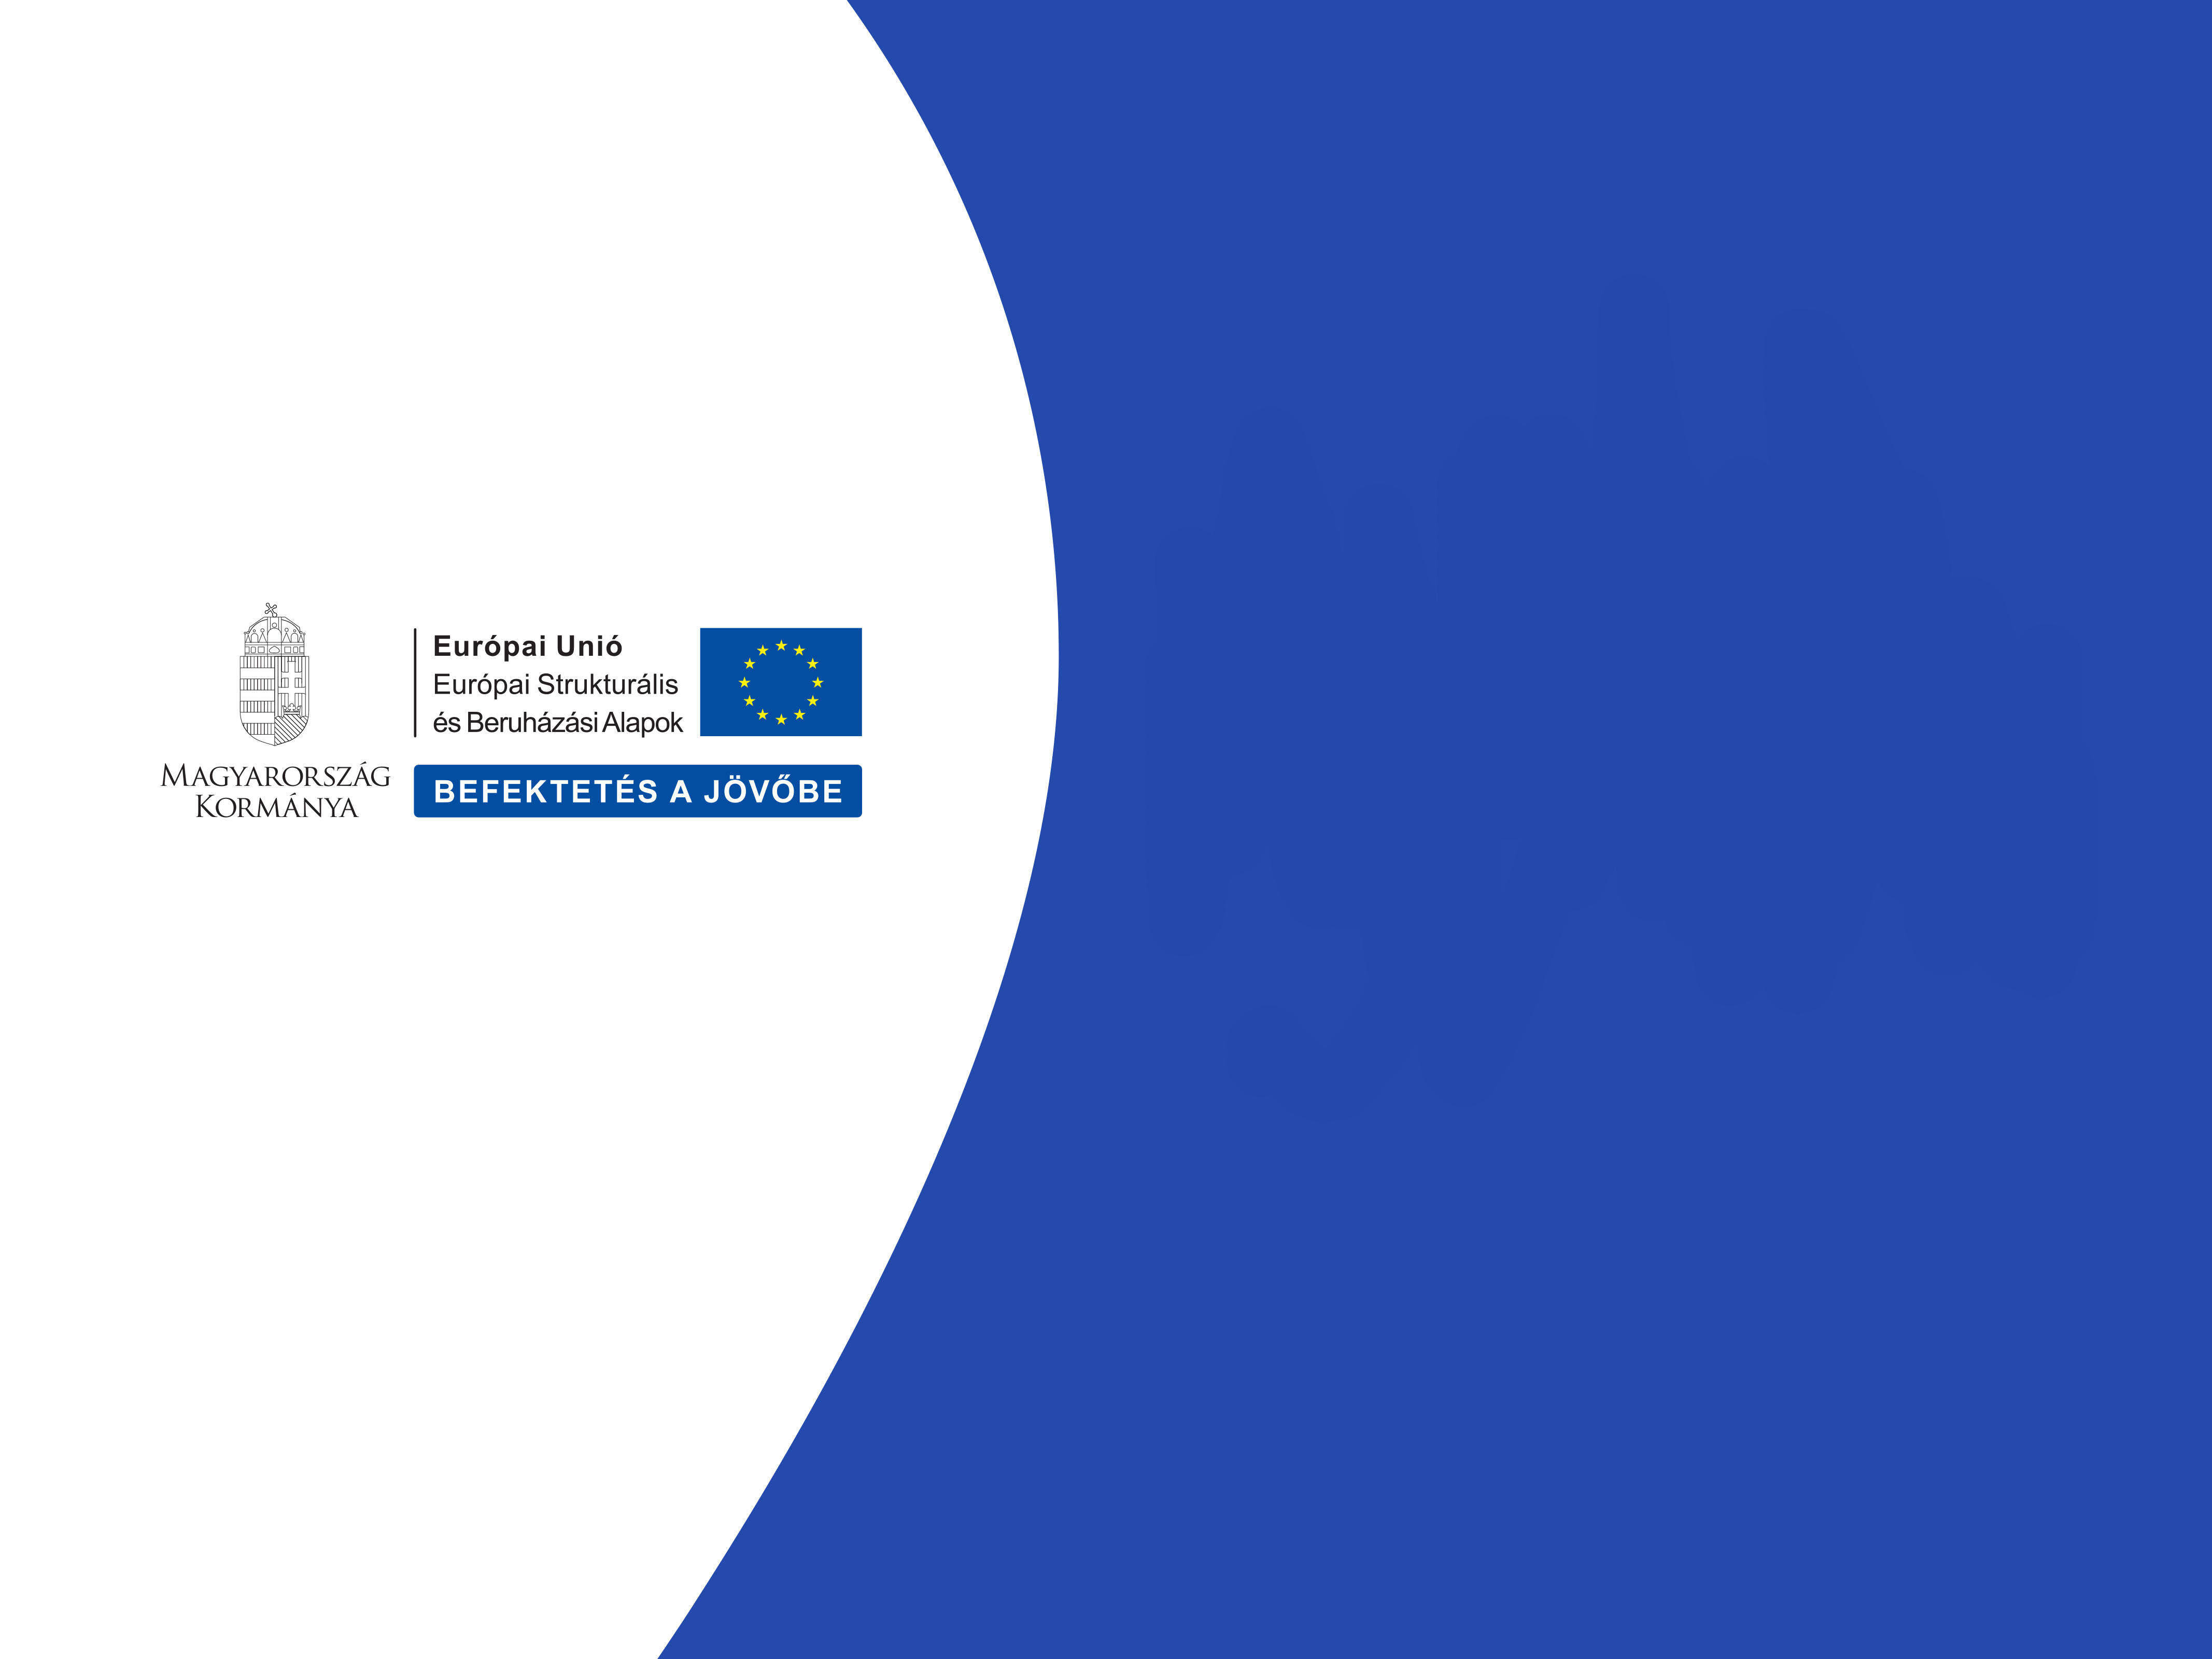 MAGYARORSZÁG
KORMÁNYA
Európai Unió
Európai Strukturális
és Beruházási Alapok
BEFEKTETÉS A JÖVŐBE